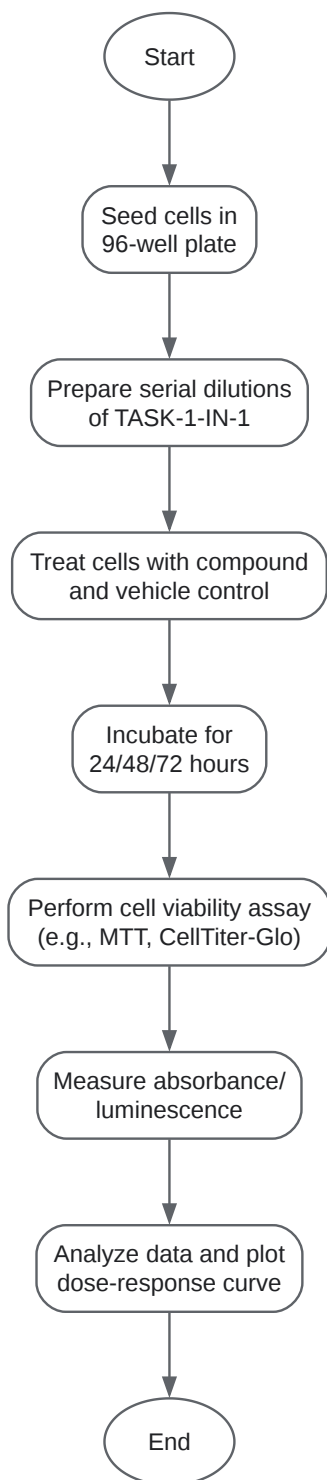 Start
Seed cells in
96-well plate
Prepare serial dilutions
of TASK-1-IN-1
Treat cells with compound
and vehicle control
Incubate for
24/48/72 hours
Perform cell viability assay
(e.g., MTT, CellTiter-Glo)
Measure absorbance/
luminescence
Analyze data and plot
dose-response curve
End